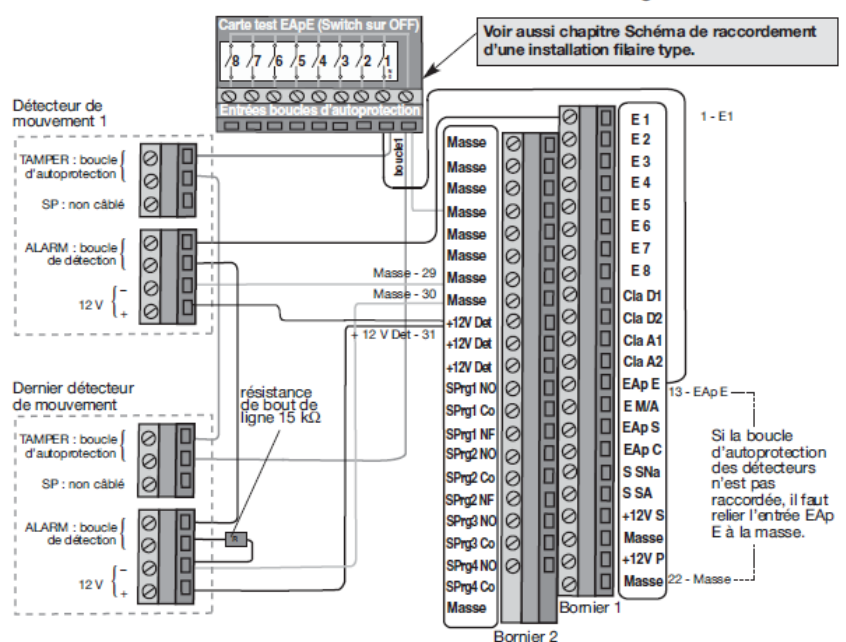 Carte test EApE (Switch sur OFF)
8 7 6 5 4 3 2 1
Entrées boucles d'autoprotection
Voir aussi chapitre Schéma de raccordement
d'une installation filaire type.
boucle1
Détecteur de
mouvement 1
TAMPER : boucle
d'autoprotection
SP : non câblé
ALARM : boucle
de détection
12 V
–
+
Masse - 29
Masse - 30
+ 12 V Det - 31
Dernier détecteur
de mouvement
TAMPER : boucle
d'autoprotection
SP : non câblé
ALARM : boucle
de détection
12 V
–
+
résistance
de bout de
ligne 15 kΩ
R
Masse
Masse
Masse
Masse
Masse
Masse
Masse
Masse
+12V Det
+12V Det
+12V Det
SPrg1 NO
SPrg1 Co
SPrg1 NF
SPrg2 NO
SPrg2 Co
SPrg2 NF
SPrg3 NO
SPrg3 Co
SPrg4 NO
SPrg4 Co
Masse
Bornier 2
E 1
E 2
E 3
E 4
E 5
E 6
E 7
E 8
Cla D1
Cla D2
Cla A1
Cla A2
EAp E
E M/A
EAp S
EAp C
S SNa
S SA
+12V S
Masse
+12V P
Masse
Bornier 1
1 - E1
13 - EAp E
Si la boucle
d'autoprotection
des détecteurs
n'est pas
raccordée, il faut
relier l'entrée EAp
E à la masse.
22 - Masse